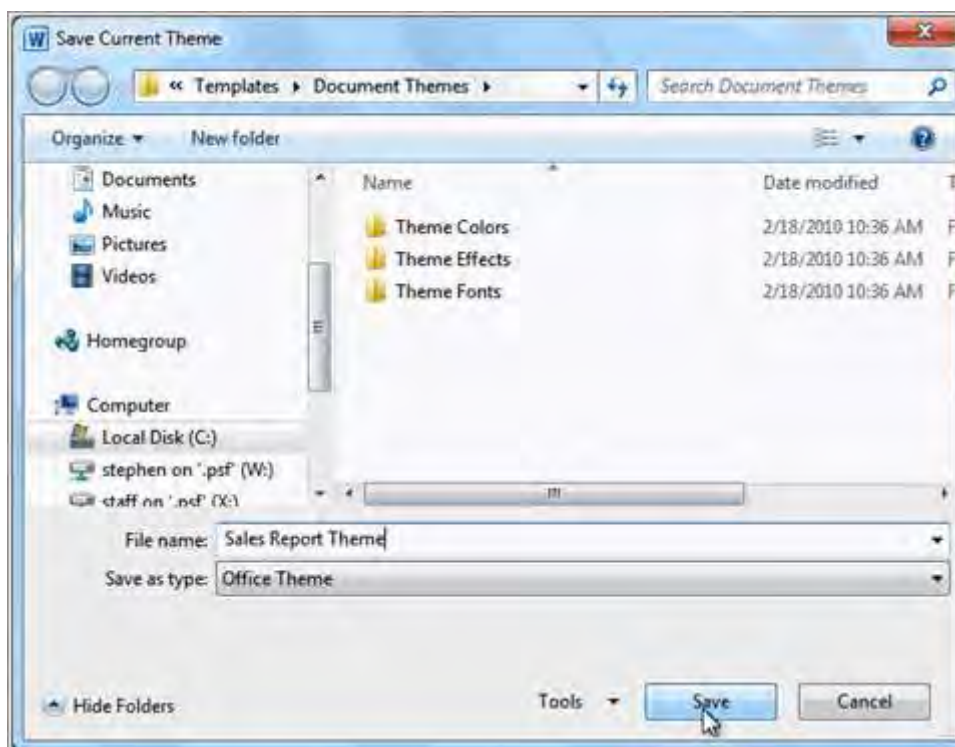 Save Current Theme
« Templates Document Themes
Search Document Themes
Organize New folder
Documents
Music
Pictures
Videos
Homegroup
Computer
Local Disk (C:)
stephen on '.psf' (W:)
staff on '.psf' (X:)
Name Date modified
Theme Colors 2/18/2010 10:36 AM F
Theme Effects 2/18/2010 10:36 AM F
Theme Fonts 2/18/2010 10:36 AM F
File name: Sales Report Theme
Save as type: Office Theme
Hide Folders
Tools Save Cancel